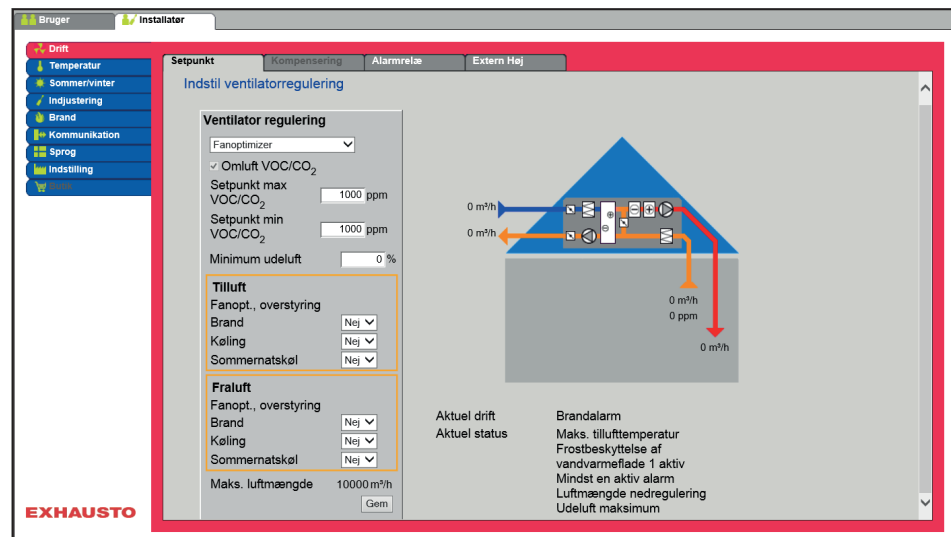 Bruger
Installatør
Drift
Temperatur
Sommer/vinter
Indjustering
Brand
Kommunikation
Sprog
Indstilling
Setpunkt
Kompensering
Alarmrelæ
Extern Høj
Indstil ventilatorregulering
Ventilator regulering
Fanoptimizer
Omluft VOC/CO2
Setpunkt max
VOC/CO2
1000 ppm
Setpunkt min
VOC/CO2
1000 ppm
Minimum udeluft 0 %
Tilluft
Fanopt., overstyring
Brand Nej
Køling Nej
Sommernatskøl Nej
Fraluft
Fanopt., overstyring
Brand Nej
Køling Nej
Sommernatskøl Nej
Maks. luftmængde 10000 m³/h
Gem
0 m³/h
0 m³/h
0 m³/h
0 ppm
0 m³/h
Aktuel drift Brandalarm
Aktuel status Maks. tillufttemperatur
Frostbeskyttelse af
vandvarmeflade 1 aktiv
Mindst en aktiv alarm
Luftmængde nedregulering
Udeluft maksimum
EXHAUSTO